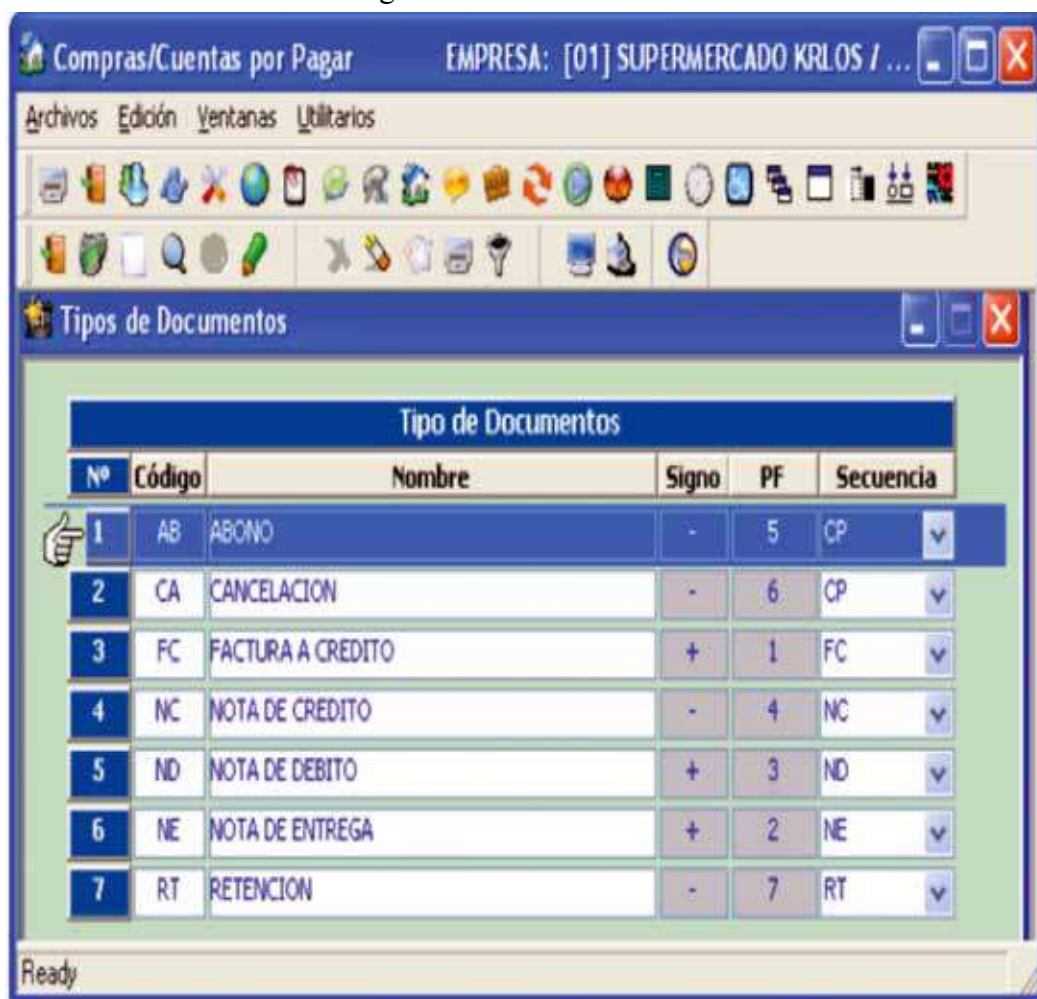 Compras/Cuentas por Pagar EMPRESA: [01] SUPERMERCADO KRLOS / ...
Archivos Edición Ventanas Utilitarios
Tipos de Documentos
Tipo de Documentos
Nº Código Nombre Signo PF Secuencia
1 AB ABONO - 5 CP
2 CA CANCELACION - 6 CP
3 FC FACTURA A CREDITO + 1 FC
4 NC NOTA DE CREDITO - 4 NC
5 ND NOTA DE DEBITO + 3 ND
6 NE NOTA DE ENTREGA + 2 NE
7 RT RETENCION - 7 RT
Ready